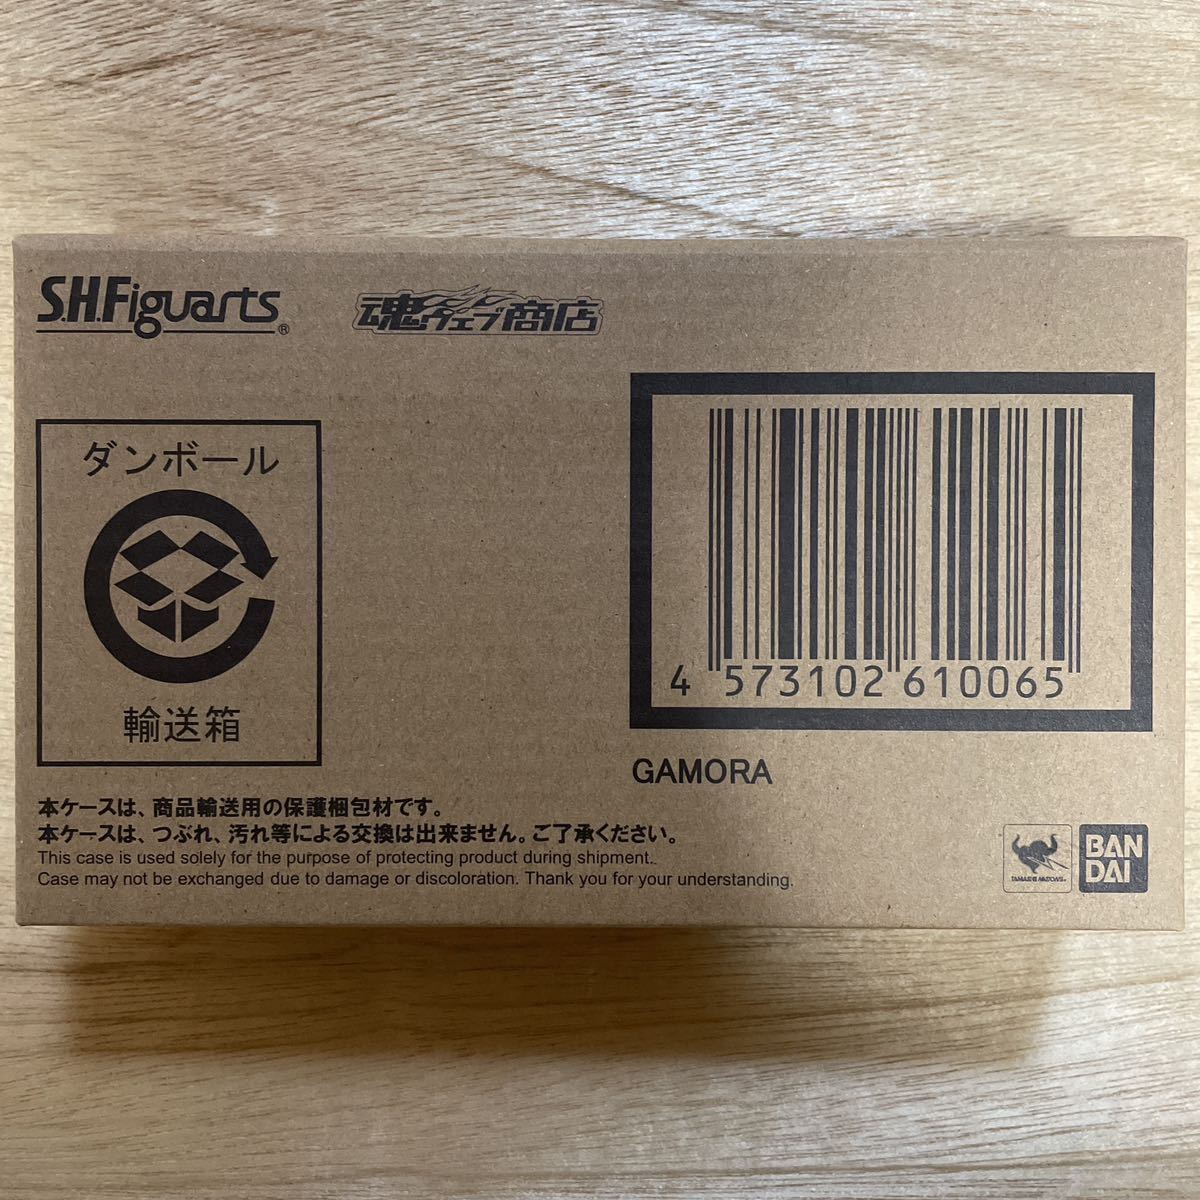 S.H.Figuarts®
魂ウェブ商店
ダンボール
輸送箱
4 573102 610065
GAMORA
本ケースは、商品輸送用の保護梱包材です。
本ケースは、つぶれ、汚れ等による交換は出来ません。ご了承ください。
This case is used solely for the purpose of protecting product during shipment.
Case may not be exchanged due to damage or discoloration. Thank you for your understanding.
TAMASHII NATIONS
BAN
DAI